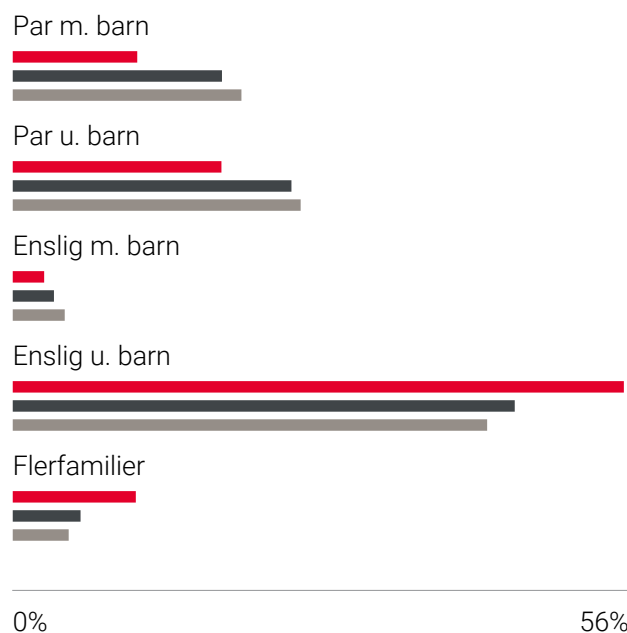 Par m. barn
Par u. barn
Enslig m. barn
Enslig u. barn
Flerfamilier
0% 56%